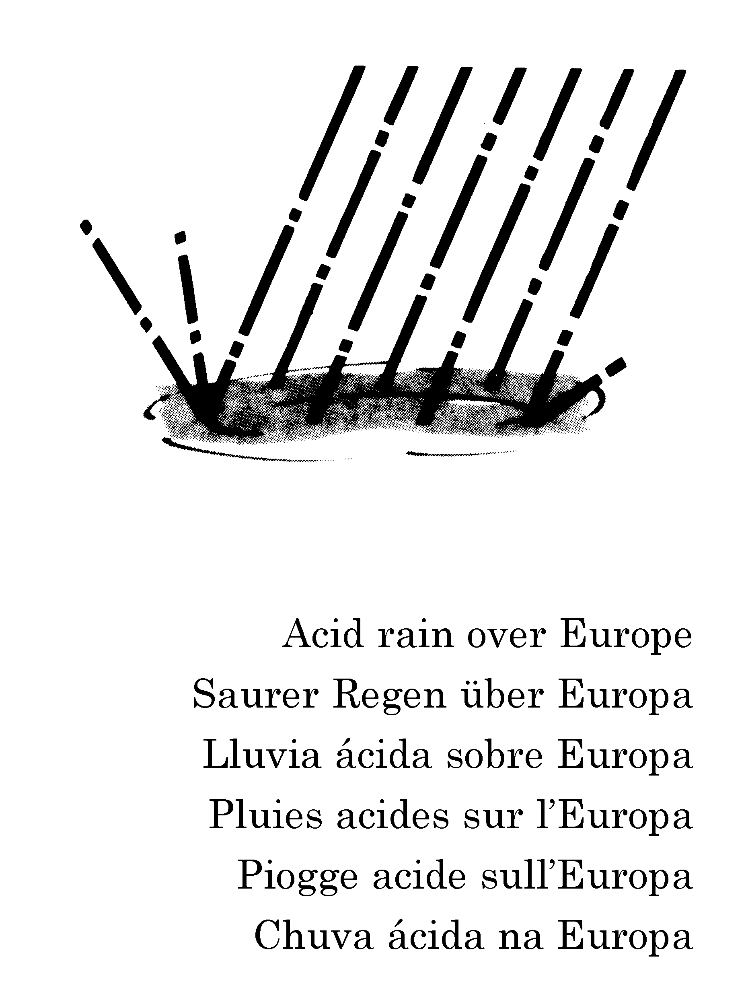 Acid rain over Europe
Saurer Regen über Europa
Lluvia ácida sobre Europa
Pluies acides sur l’Europa
Piogge acide sull’Europa
Chuva ácida na Europa